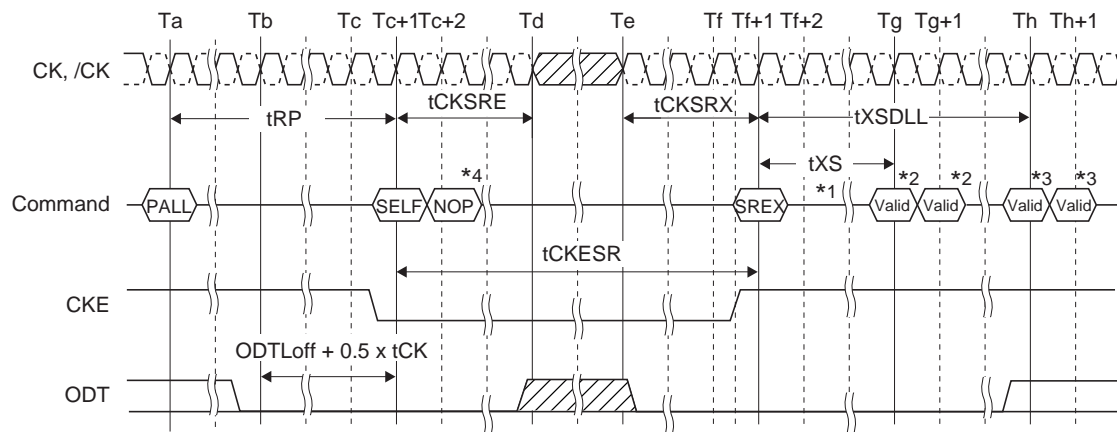 Ta Tb Tc Tc+1 Tc+2 Td Te Tf Tf+1 Tf+2 Tg Tg+1 Th Th+1
CK, /CK
tCKSRE tCKSRX
tRP tXSDLL
tXS
*4 *1 *2 *2 *3 *3
Command PALL SELF NOP SREX Valid Valid Valid Valid
tCKESR
CKE
ODTLoff + 0.5 x tCK
ODT